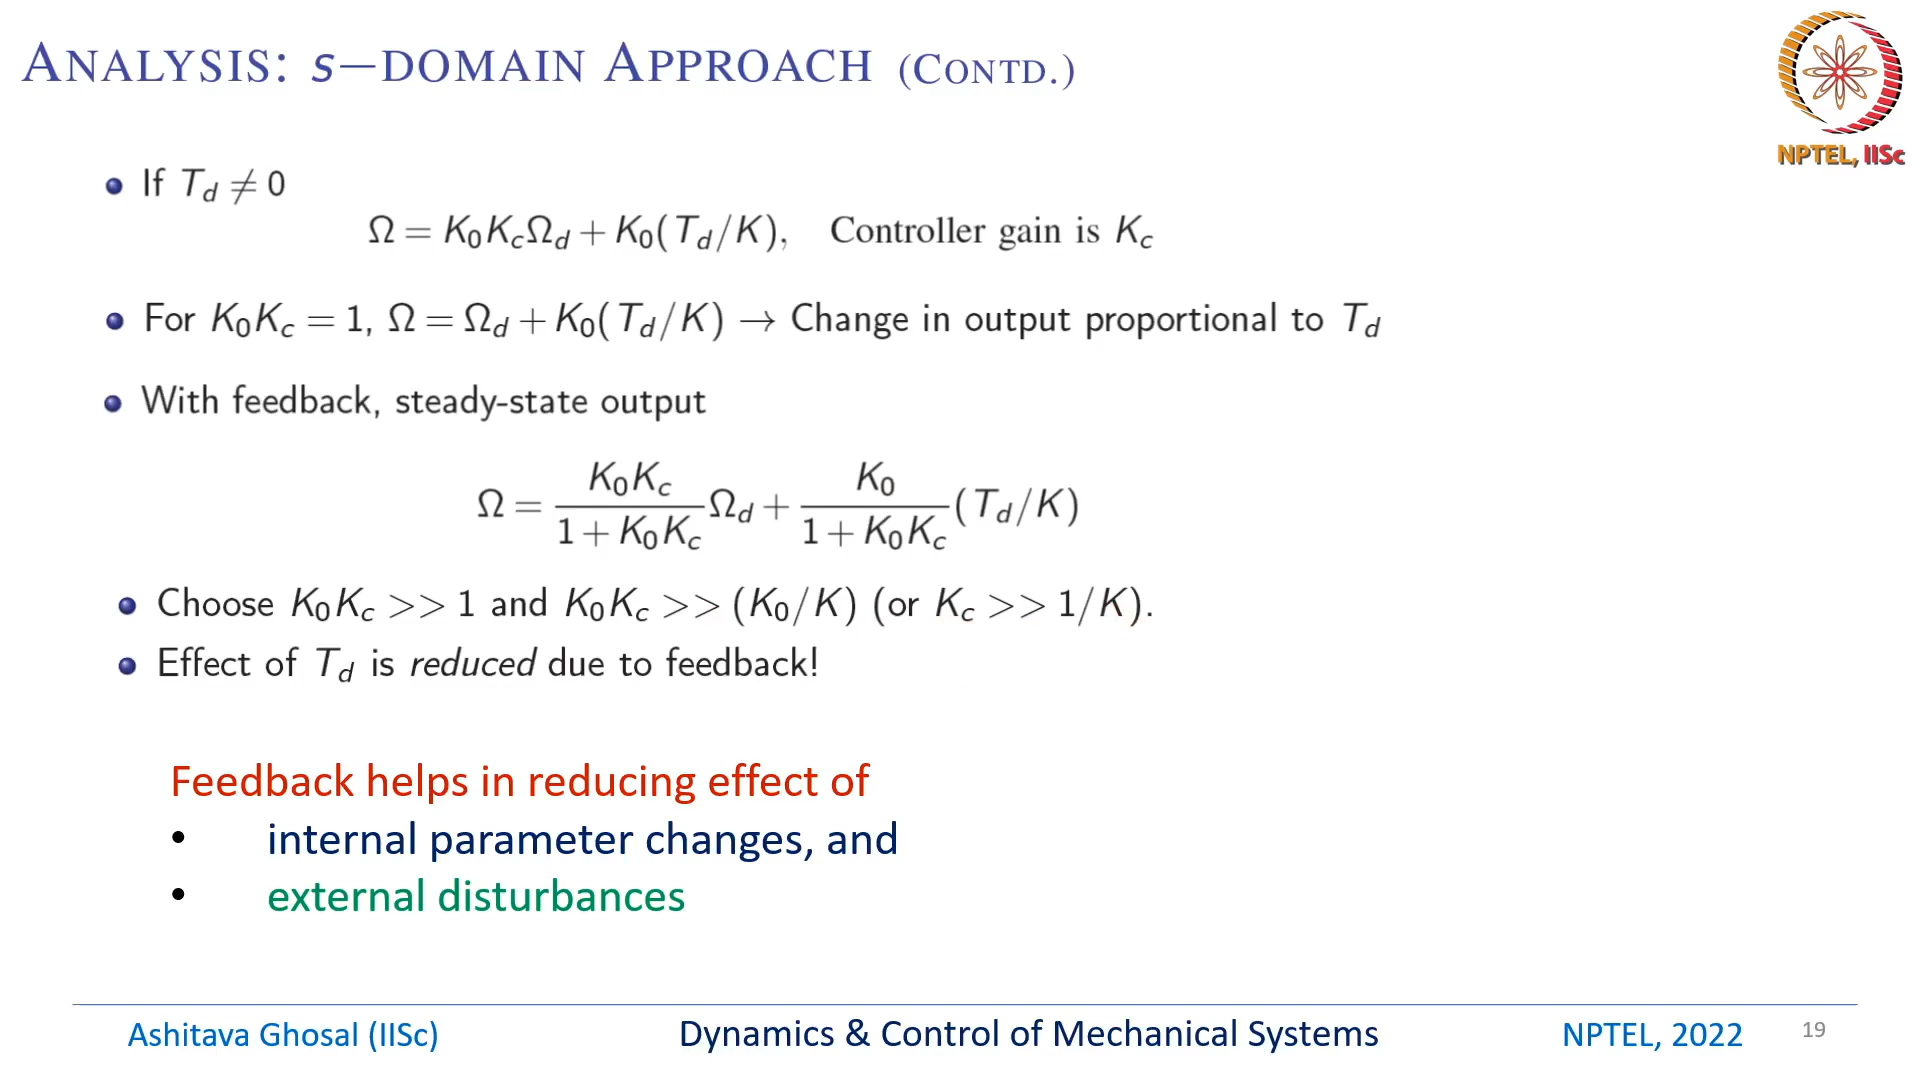 ANALYSIS: s−DOMAIN APPROACH (CONTD.)
NPTEL, IISc
If T_d ≠ 0
Ω = K_0K_cΩ_d + K_0(T_d/K), Controller gain is K_c
For K_0K_c = 1, Ω = Ω_d + K_0(T_d/K) → Change in output proportional to T_d
With feedback, steady-state output
Ω = \frac{K_0K_c}{1 + K_0K_c}Ω_d + \frac{K_0}{1 + K_0K_c}(T_d/K)
Choose K_0K_c >> 1 and K_0K_c >> (K_0/K) (or K_c >> 1/K).
Effect of T_d is reduced due to feedback!
Feedback helps in reducing effect of
• internal parameter changes, and
• external disturbances
Ashitava Ghosal (IISc) Dynamics & Control of Mechanical Systems NPTEL, 2022 19